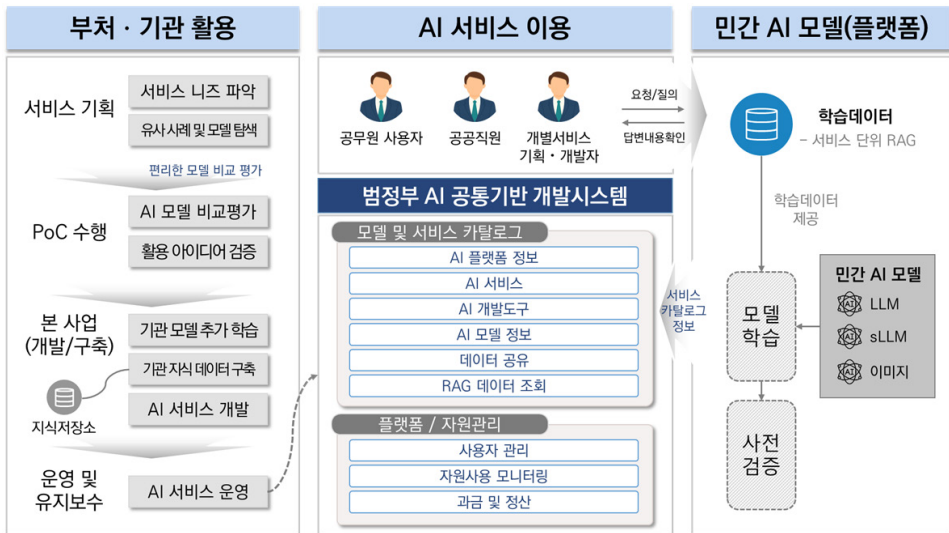 부처 · 기관 활용
서비스 기획
서비스 니즈 파악
유사 사례 및 모델 탐색
편리한 모델 비교 평가
PoC 수행
AI 모델 비교평가
활용 아이디어 검증
본 사업
(개발/구축)
기관 모델 추가 학습
기관 지식 데이터 구축
AI 서비스 개발
지식저장소
운영 및
유지보수
AI 서비스 운영
AI 서비스 이용
공무원 사용자
공공직원
개별서비스
기획 · 개발자
요청/질의
답변내용확인
범정부 AI 공통기반 개발시스템
모델 및 서비스 카탈로그
AI 플랫폼 정보
AI 서비스
AI 개발도구
AI 모델 정보
데이터 공유
RAG 데이터 조회
플랫폼 / 자원관리
사용자 관리
자원사용 모니터링
과금 및 정산
서비스
카탈로그
정보
민간 AI 모델(플랫폼)
학습데이터
– 서비스 단위 RAG
학습데이터
제공
모델
학습
사전
검증
민간 AI 모델
AI LLM
AI sLLM
AI 이미지